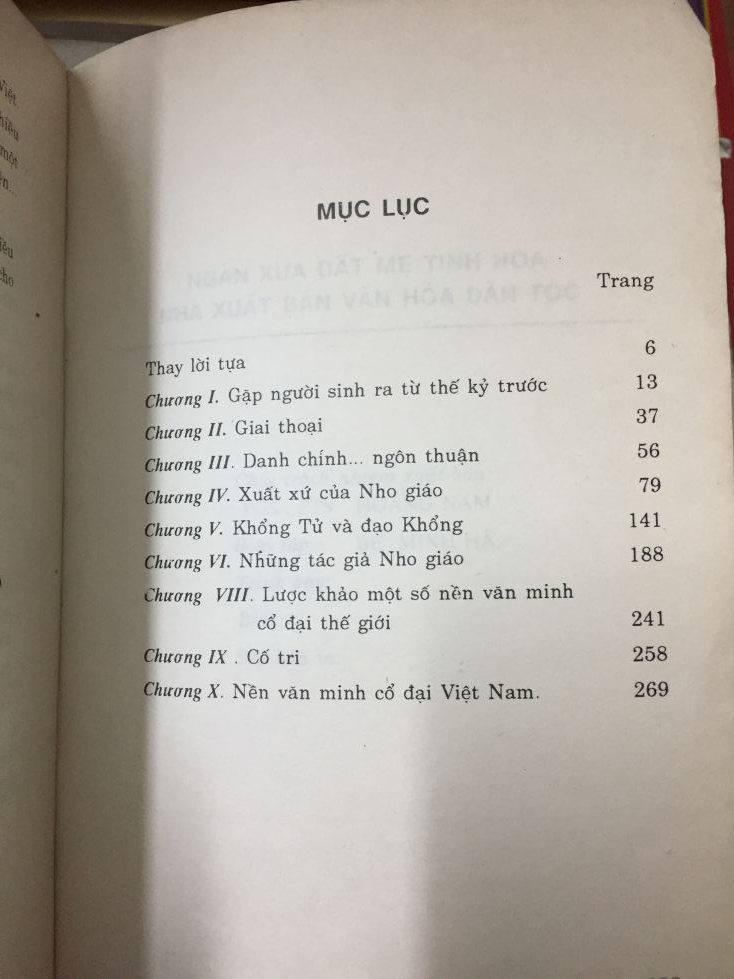 Việt.
một
cho
MỤC LỤC
Trang
Thay lời tựa 6
Chương I. Gặp người sinh ra từ thế kỷ trước 13
Chương II. Giai thoại 37
Chương III. Danh chính... ngôn thuận 56
Chương IV. Xuất xứ của Nho giáo 79
Chương V. Khổng Tử và đạo Khổng 141
Chương VI. Những tác giả Nho giáo 188
Chương VIII. Lược khảo một số nền văn minh
cổ đại thế giới 241
Chương IX . Cố tri 258
Chương X. Nền văn minh cổ đại Việt Nam. 269